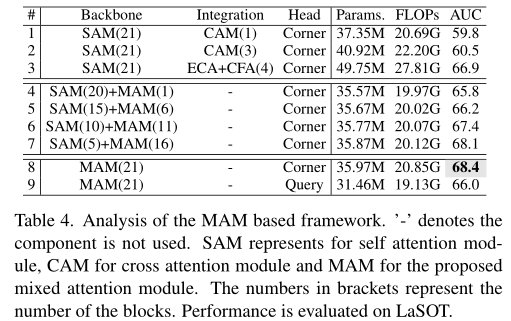 # Backbone Integration Head Params. FLOPs AUC
1 SAM(21) CAM(1) Corner 37.35M 20.69G 59.8
2 SAM(21) CAM(3) Corner 40.92M 22.20G 60.5
3 SAM(21) ECA+CFA(4) Corner 49.75M 27.81G 66.9
4 SAM(20)+MAM(1) - Corner 35.57M 19.97G 65.8
5 SAM(15)+MAM(6) - Corner 35.67M 20.02G 66.2
6 SAM(10)+MAM(11) - Corner 35.77M 20.07G 67.4
7 SAM(5)+MAM(16) - Corner 35.87M 20.12G 68.1
8 MAM(21) - Corner 35.97M 20.85G 68.4
9 MAM(21) - Query 31.46M 19.13G 66.0
Table 4. Analysis of the MAM based framework. '-' denotes the
component is not used. SAM represents for self attention mod-
ule, CAM for cross attention module and MAM for the proposed
mixed attention module. The numbers in brackets represent the
number of the blocks. Performance is evaluated on LaSOT.